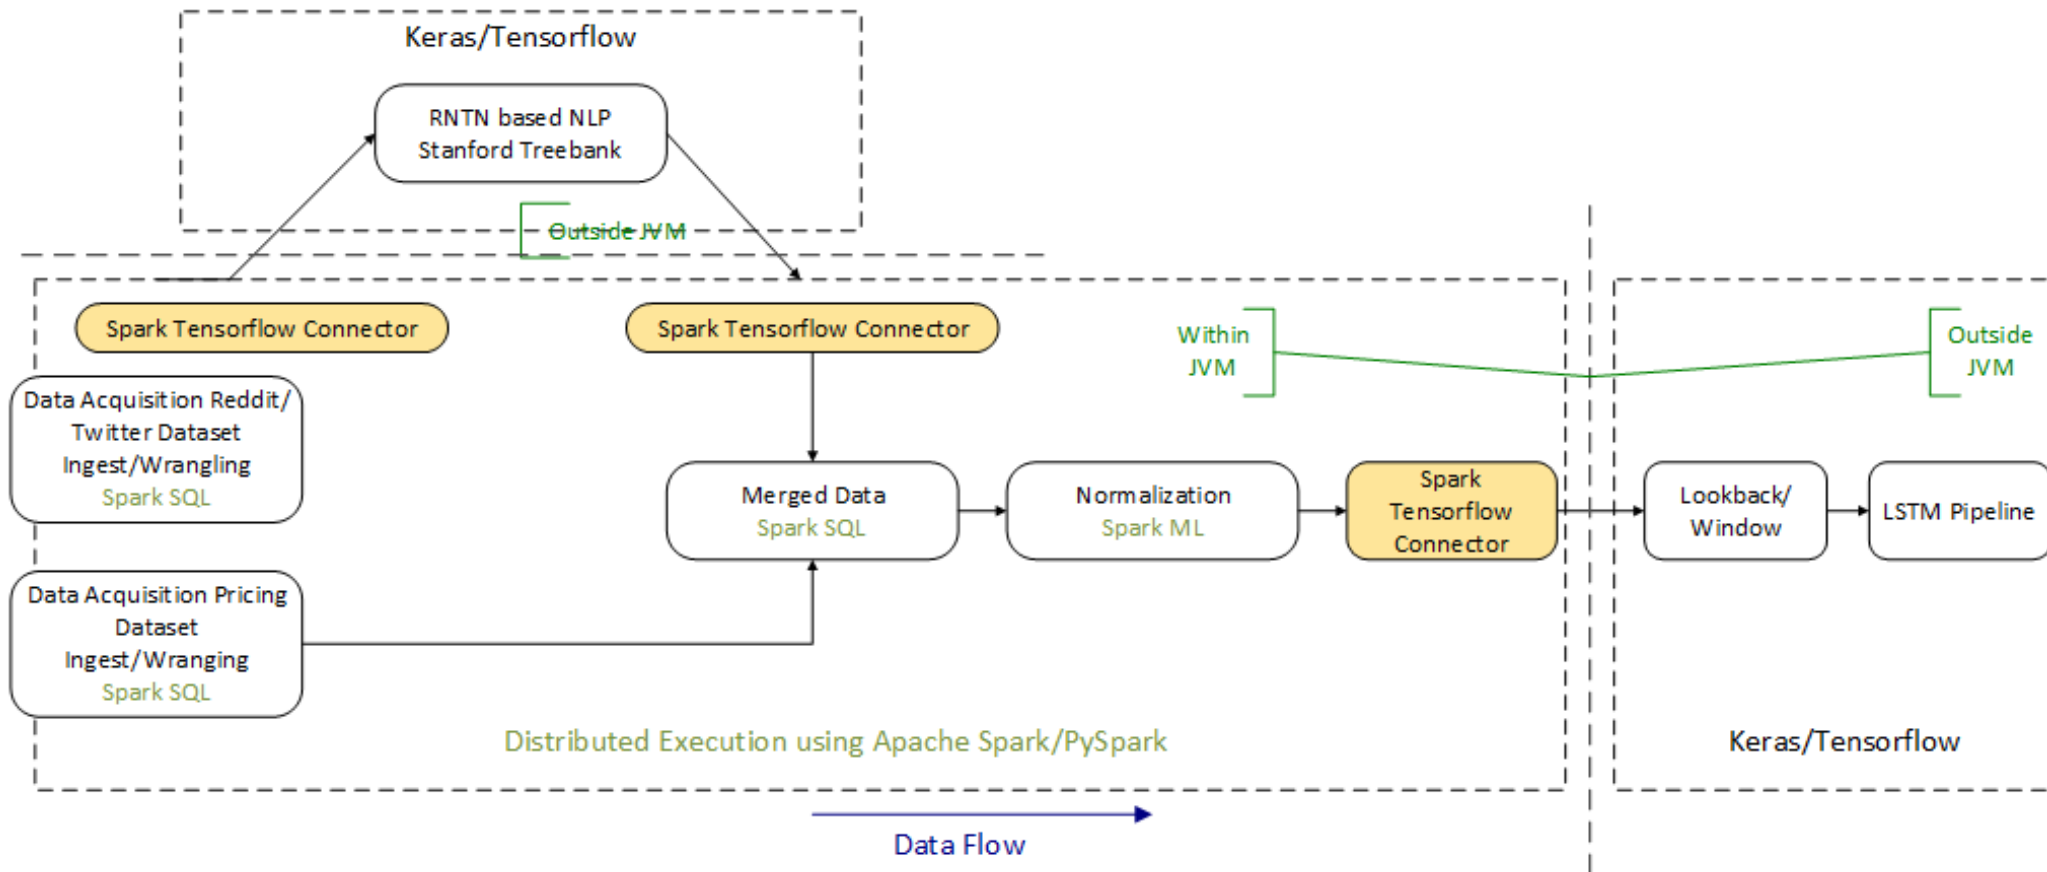 Keras/Tensorflow
RNTN based NLP
Stanford Treebank
Outside JVM
Spark Tensorflow Connector
Spark Tensorflow Connector
Within
JVM
Outside
JVM
Data Acquisition Reddit/
Twitter Dataset
Ingest/Wrangling
Spark SQL
Merged Data
Spark SQL
Normalization
Spark ML
Spark
Tensorflow
Connector
Lookback/
Window
LSTM Pipeline
Data Acquisition Pricing
Dataset
Ingest/Wranging
Spark SQL
Distributed Execution using Apache Spark/PySpark
Keras/Tensorflow
Data Flow